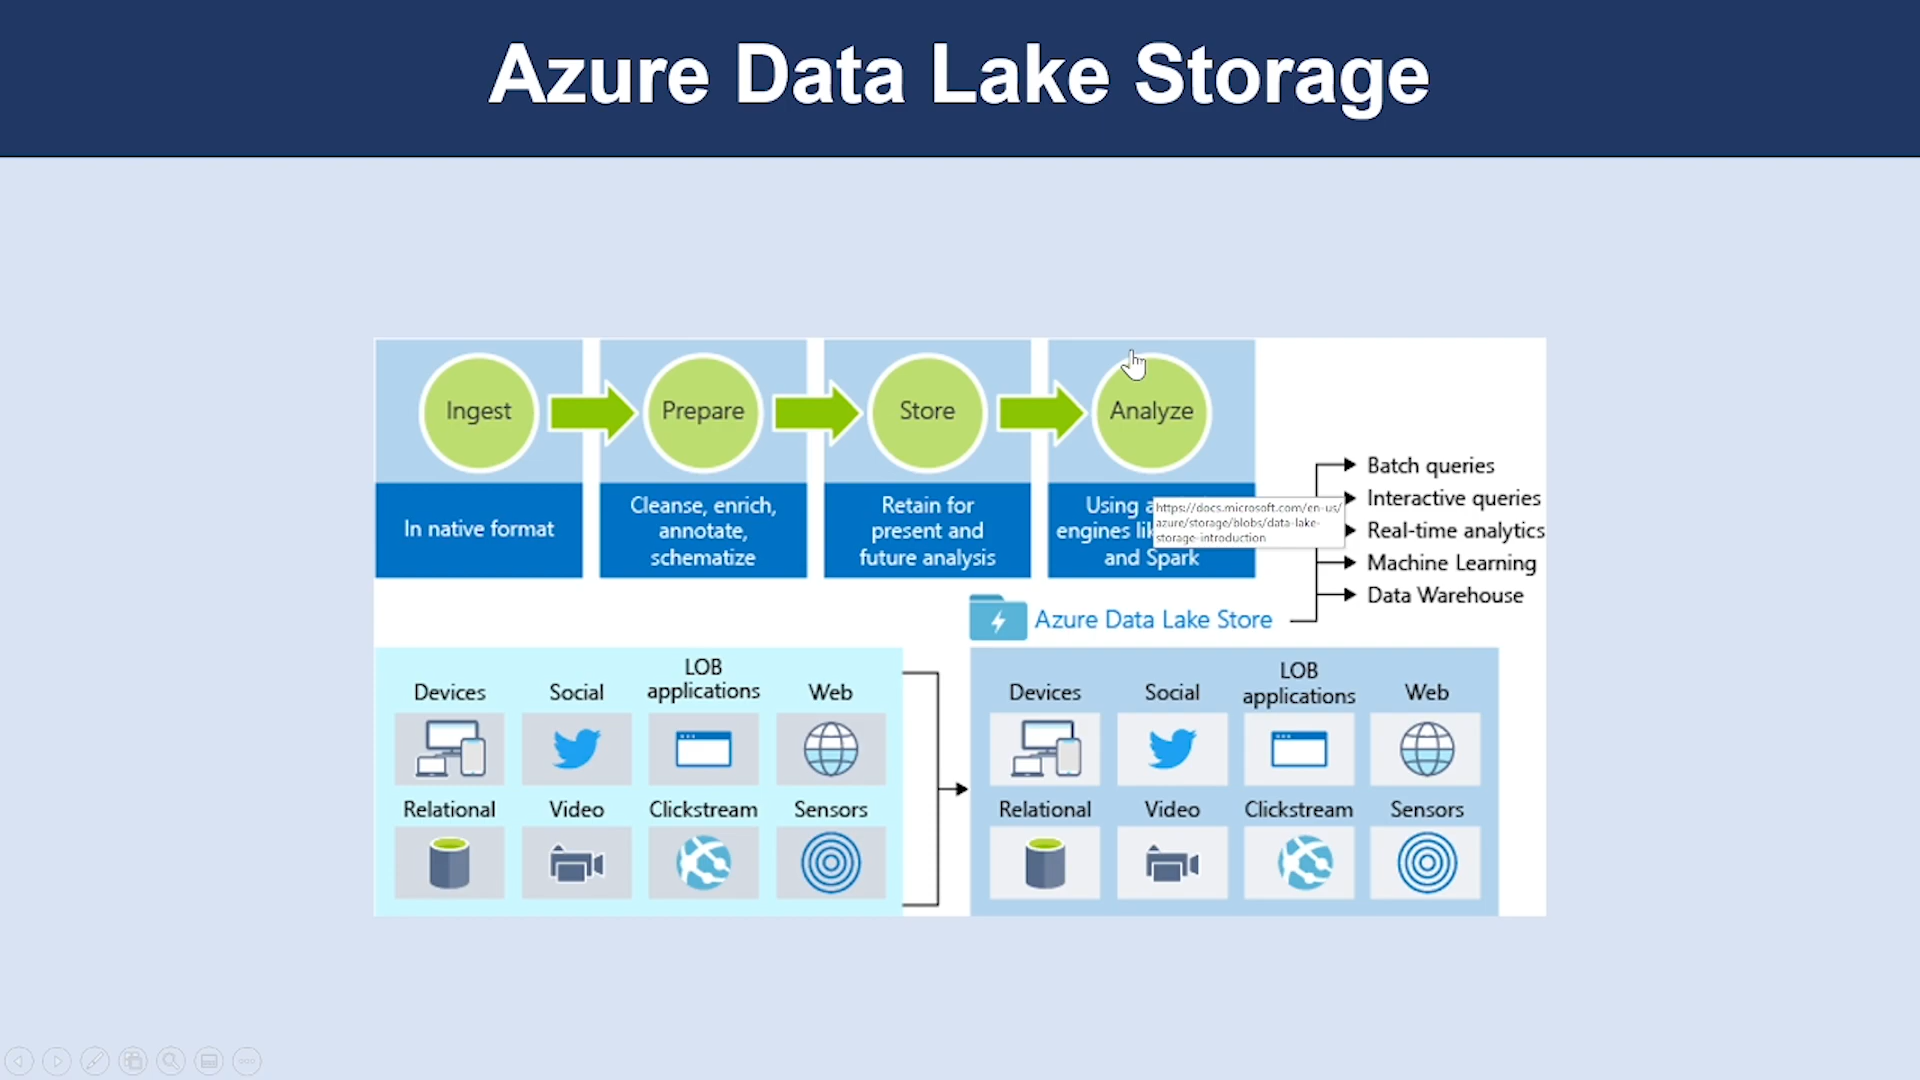 Azure Data Lake Storage
Ingest
Prepare
Store
Analyze
In native format
Cleanse, enrich,
annotate,
schematize
Retain for
present and
future analysis
Using
engines
and Spark
https://docs.microsoft.com/en-us/
azure/storage/blobs/data-lake-
storage-introduction
Batch queries
Interactive queries
Real-time analytics
Machine Learning
Data Warehouse
Azure Data Lake Store
Devices
Social
LOB
applications
Web
Relational
Video
Clickstream
Sensors
Devices
Social
LOB
applications
Web
Relational
Video
Clickstream
Sensors